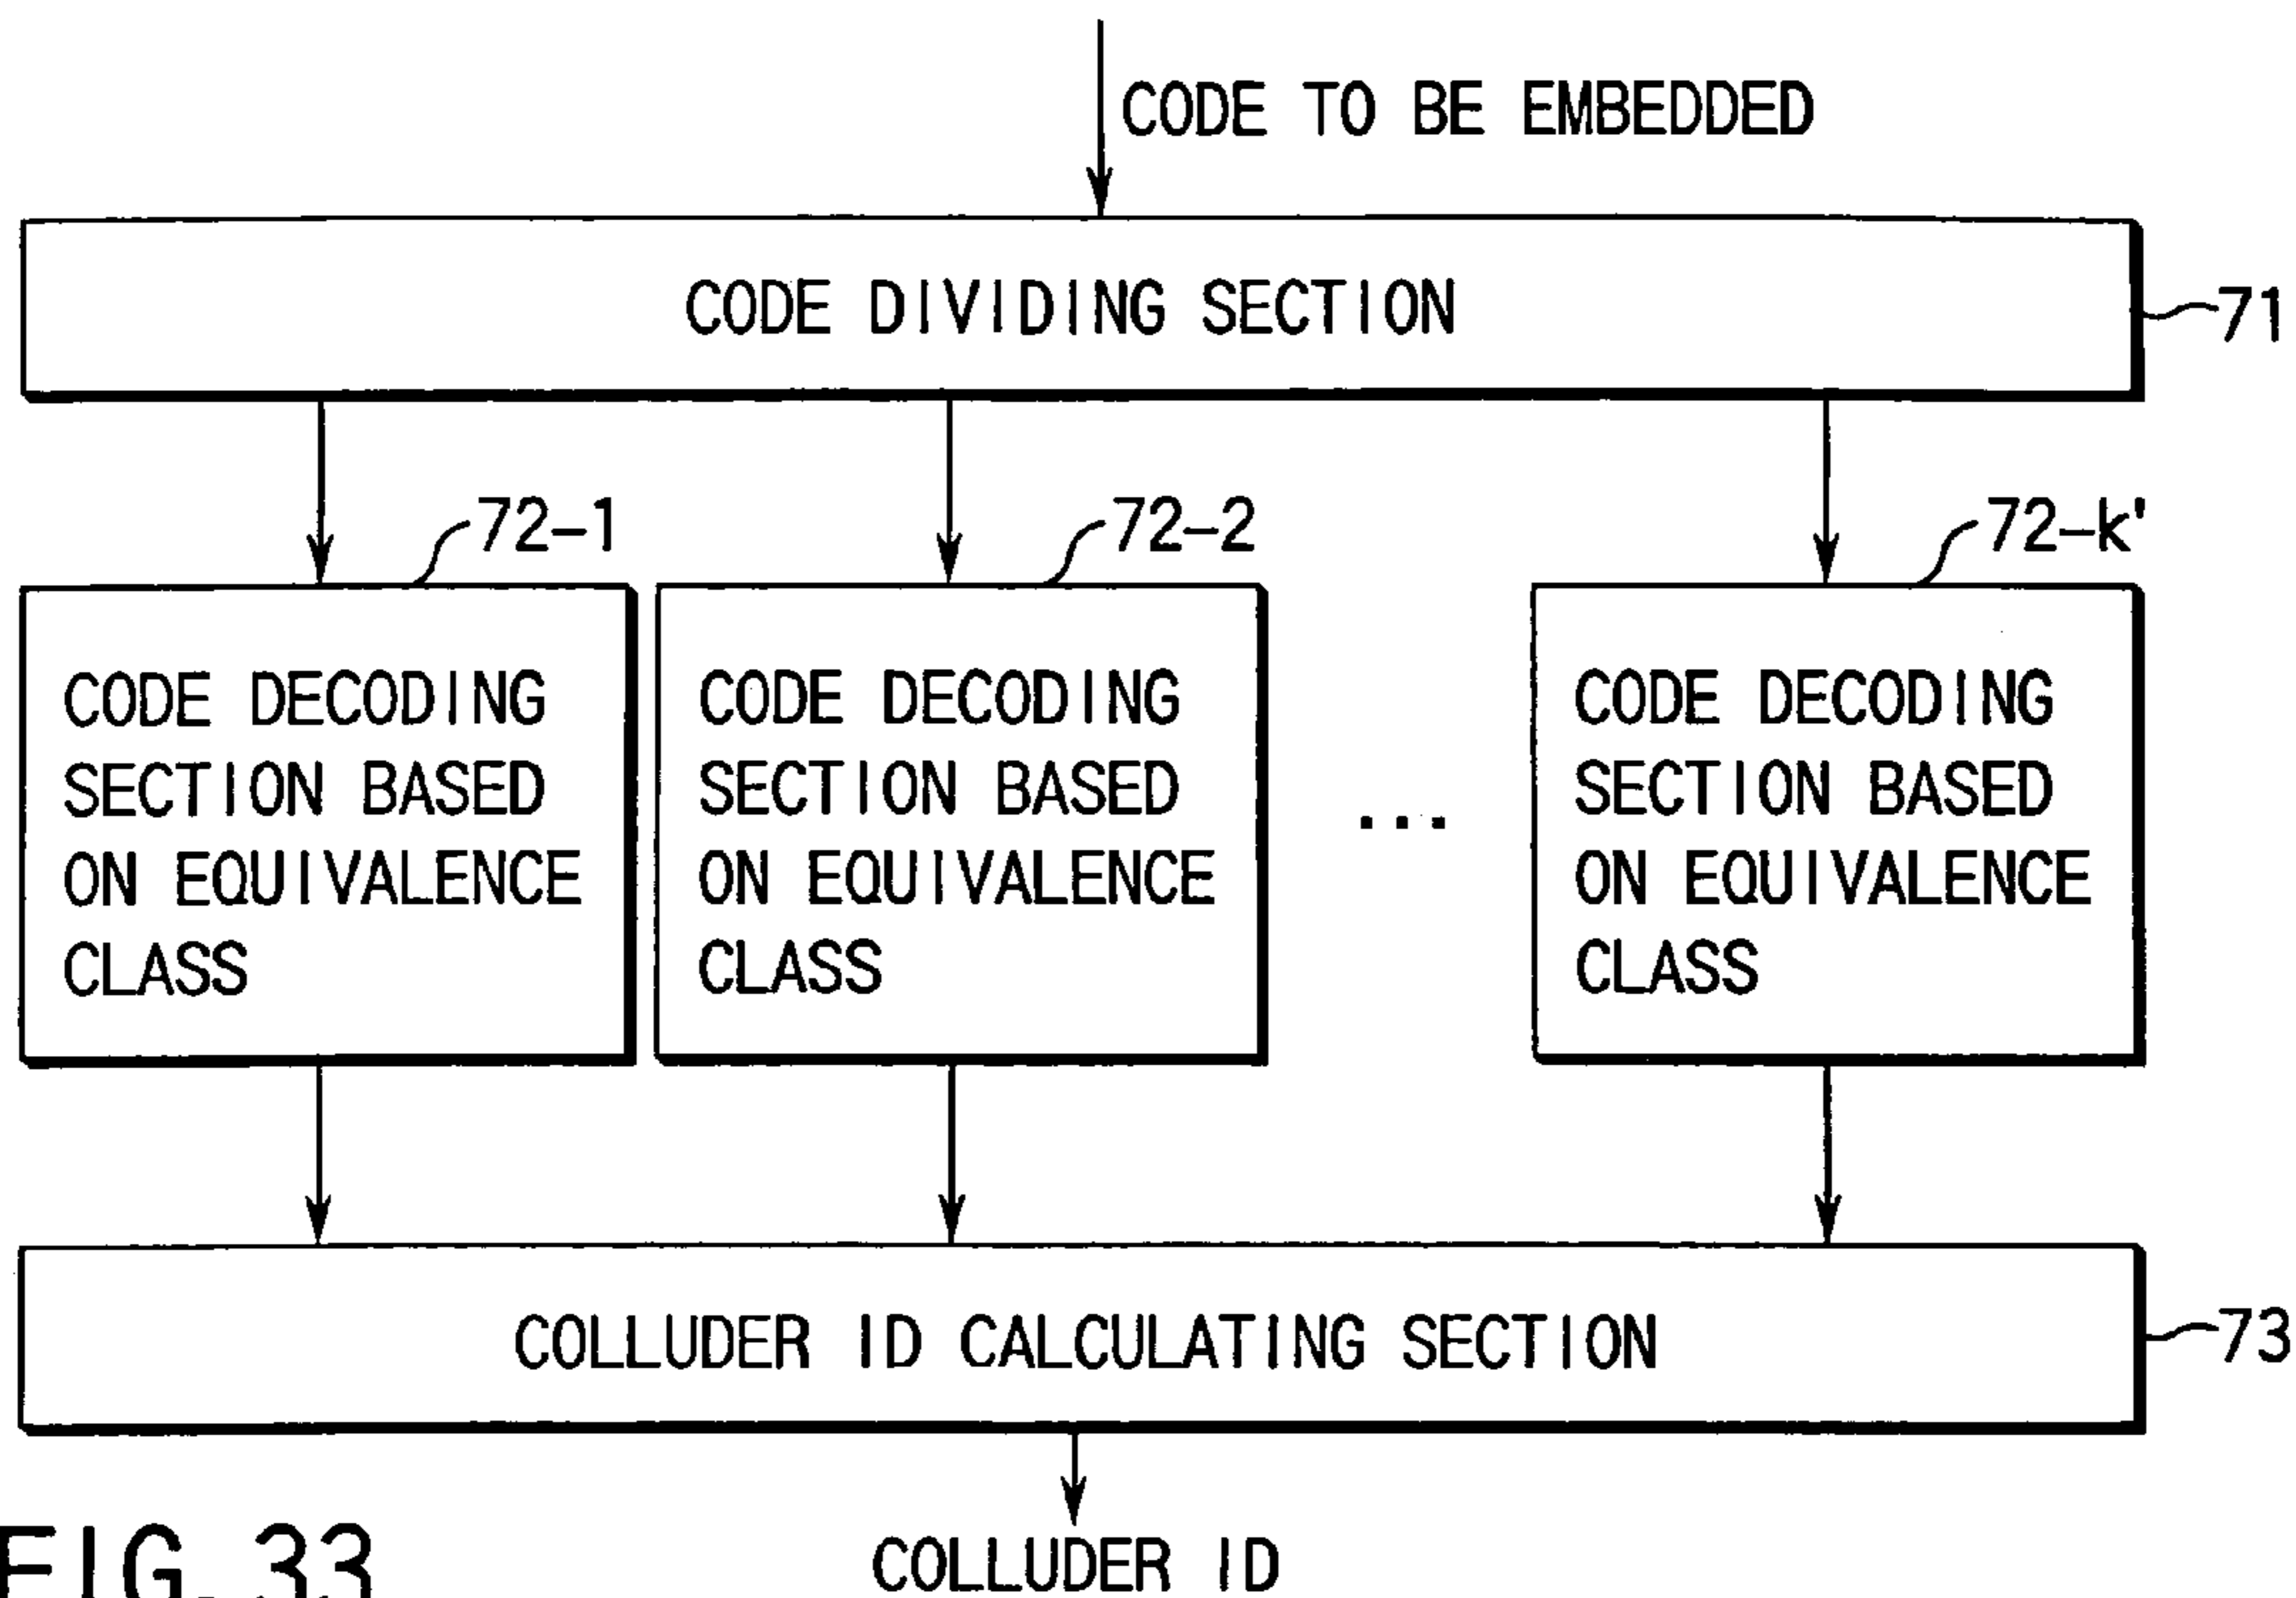 CODE TO BE EMBEDDED
CODE DIVIDING SECTION
71
72-1
72-2
72-k'
CODE DECODING
SECTION BASED
ON EQUIVALENCE
CLASS
CODE DECODING
SECTION BASED
ON EQUIVALENCE
CLASS
...
CODE DECODING
SECTION BASED
ON EQUIVALENCE
CLASS
COLLUDER ID CALCULATING SECTION
73
COLLUDER ID
FIG. 33